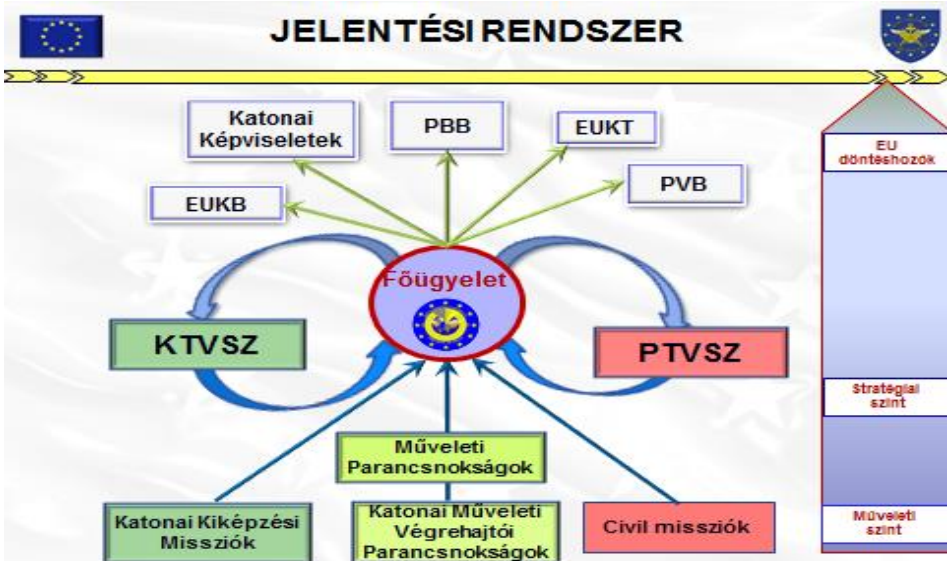 JELENTÉSI RENDSZER
Katonai
Képviseletek
PBB
EUKT
EUKB
PVB
EU
döntéshozók
Főügyelet
KTVSZ
PTVSZ
Stratégiai
szint
Műveleti
Parancsnokságok
Katonai Kiképzési
Missziók
Katonai Műveleti
Végrehajtói
Parancsnokságok
Civil missziók
Műveleti
szint